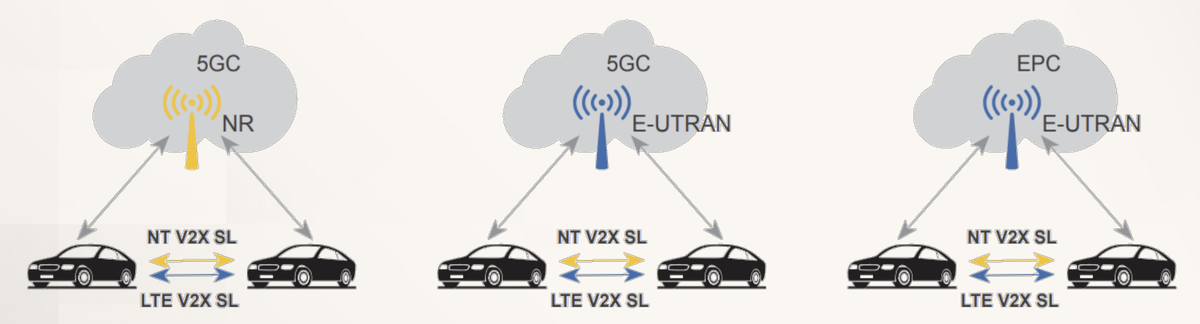 5GC
NR
NT V2X SL
LTE V2X SL
5GC
E-UTRAN
NT V2X SL
LTE V2X SL
EPC
E-UTRAN
NT V2X SL
LTE V2X SL